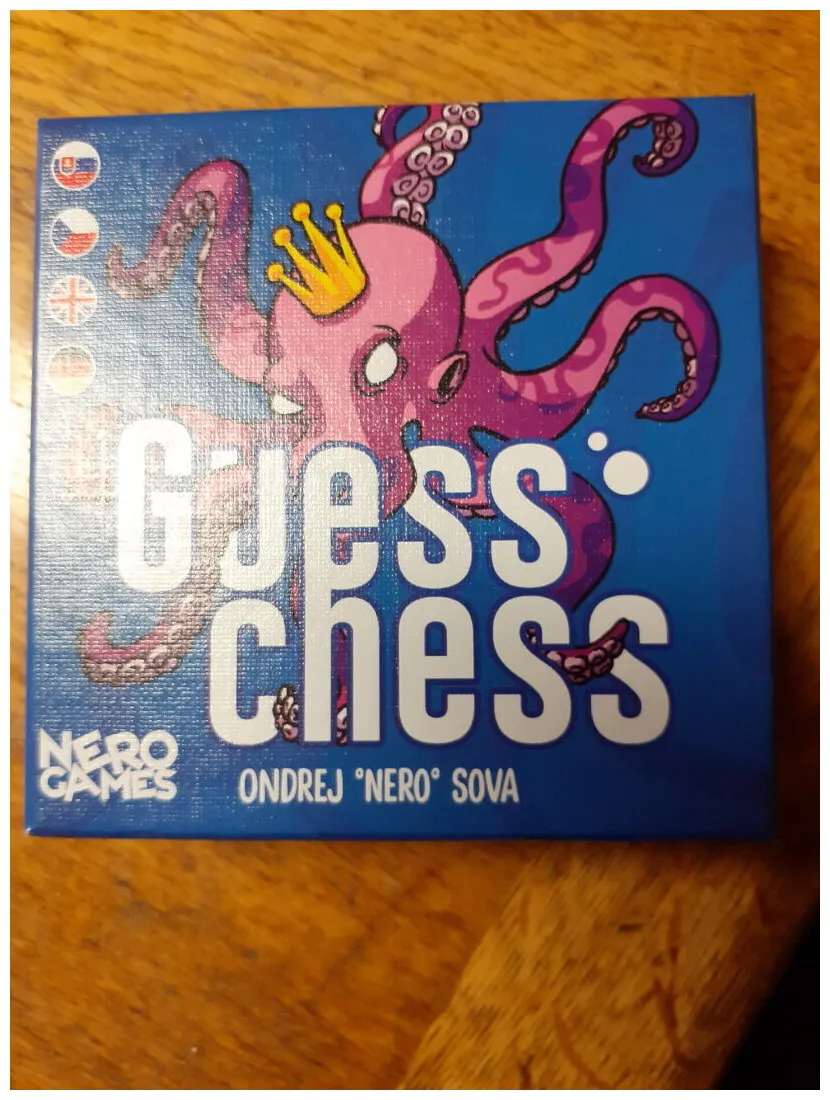 Guess
chess
NERO
GAMES
ONDREJ °NERO° SOVA